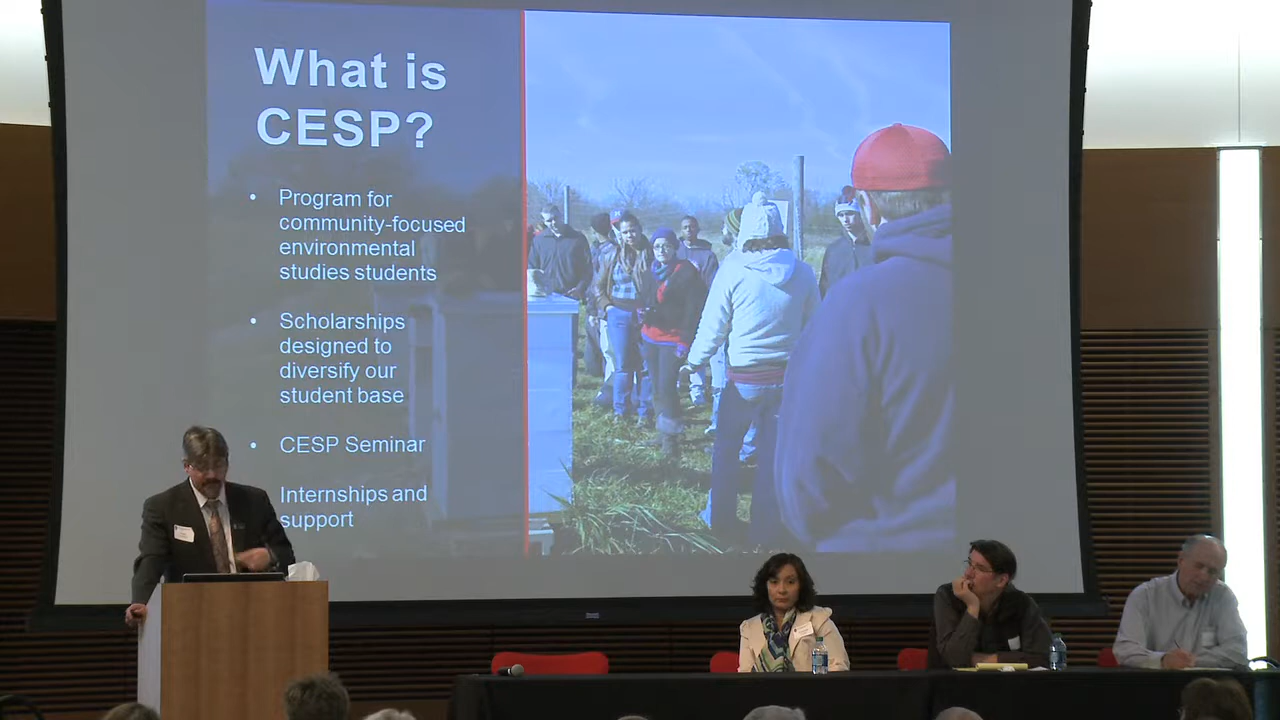 What is
CESP?
• Program for
community-focused
environmental
studies students
• Scholarships
designed to
diversify our
student base
• CESP Seminar
Internships and
support